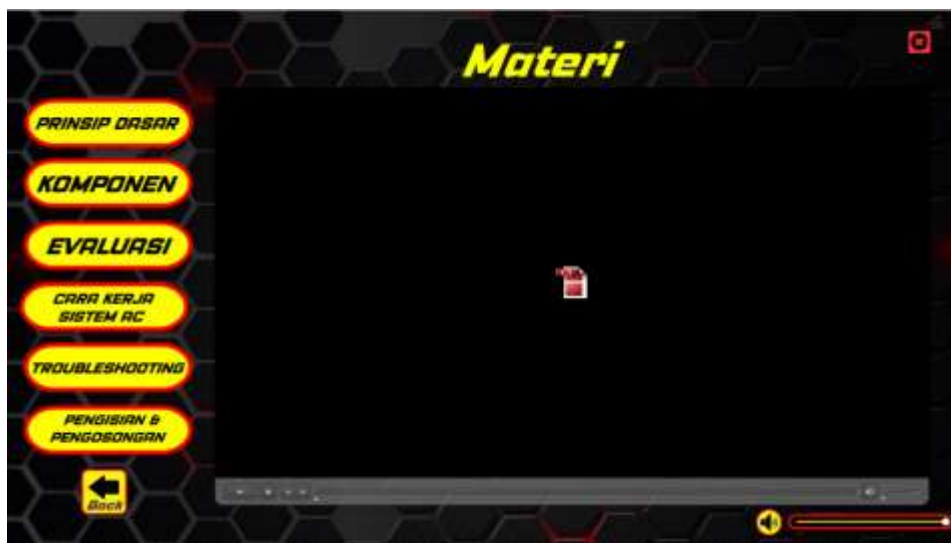 Materi
PRINSIP DASAR
KOMPONEN
EVALUASI
CARA KERJA
SISTEM AC
TROUBLESHOOTING
PENGISIAN &
PENGOSONGAN
Back